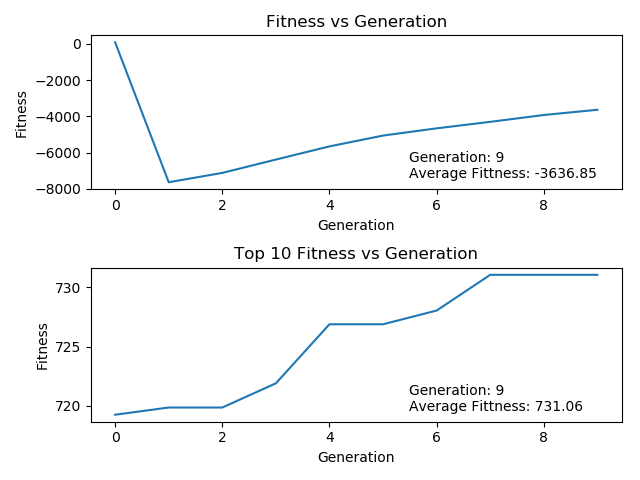 Fitness vs Generation
0
−2000
−4000
−6000
−8000
Fitness
Generation: 9
Average Fittness: -3636.85
0 2 4 6 8
Generation
Top 10 Fitness vs Generation
730
725
720
Fitness
Generation: 9
Average Fittness: 731.06
0 2 4 6 8
Generation